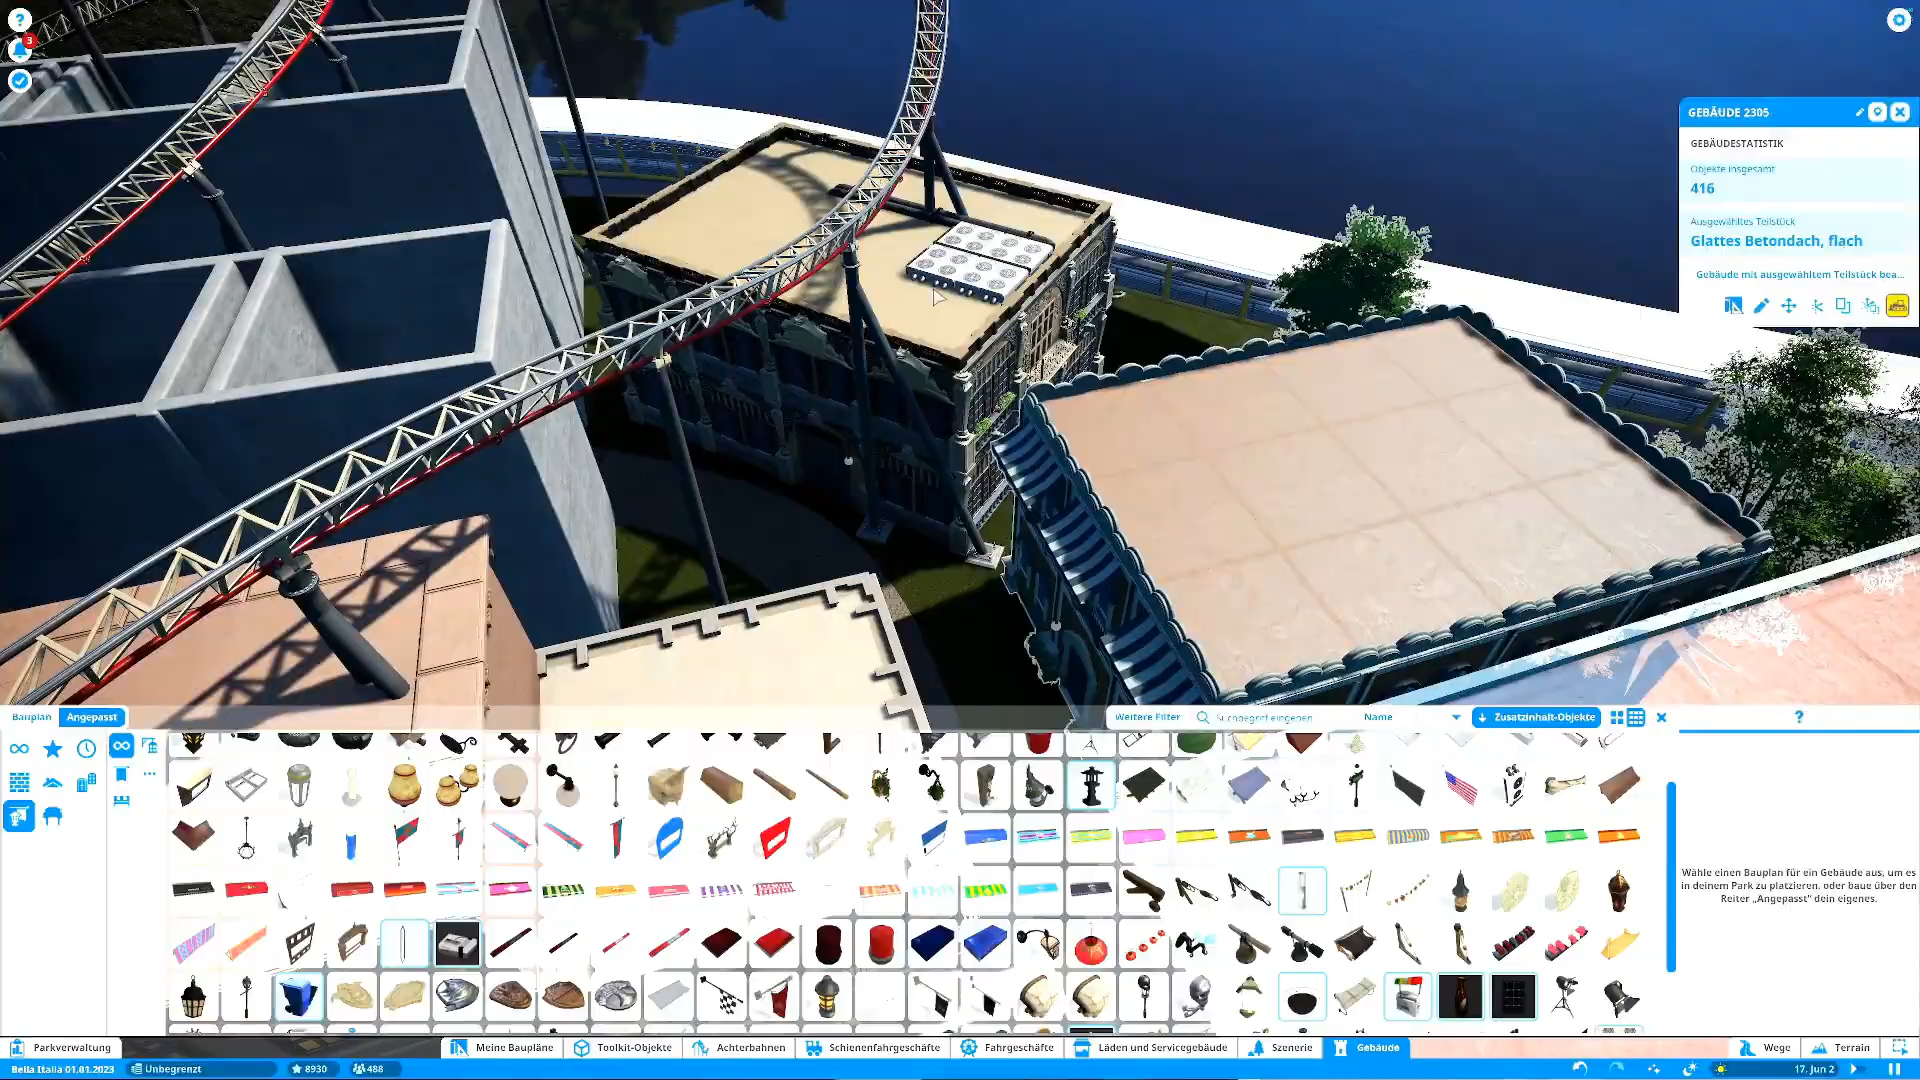 ?
3
GEBÄUDE 2305
GEBÄUDESTATISTIK
Objekte insgesamt
416
Ausgewähltes Teilstück
Glattes Betondach, flach
Gebäude mit ausgewähltem Teilstück bea...
Bauplan
Angepasst
Weitere Filter
Suchbegriff eingeben
Name
Zusatzinhalt-Objekte
?
Wähle einen Bauplan für ein Gebäude aus, um es
in deinem Park zu platzieren, oder baue über den
Reiter „Angepasst" dein eigenes.
Parkverwaltung
Meine Baupläne
Toolkit-Objekte
Achterbahnen
Schienenfahrgeschäfte
Fahrgeschäfte
Läden und Servicegebäude
Szenerie
Gebäude
Wege
Terrain
Bella Italia 01.01.2023
Unbegrenzt
8930
488
17. Jun 2